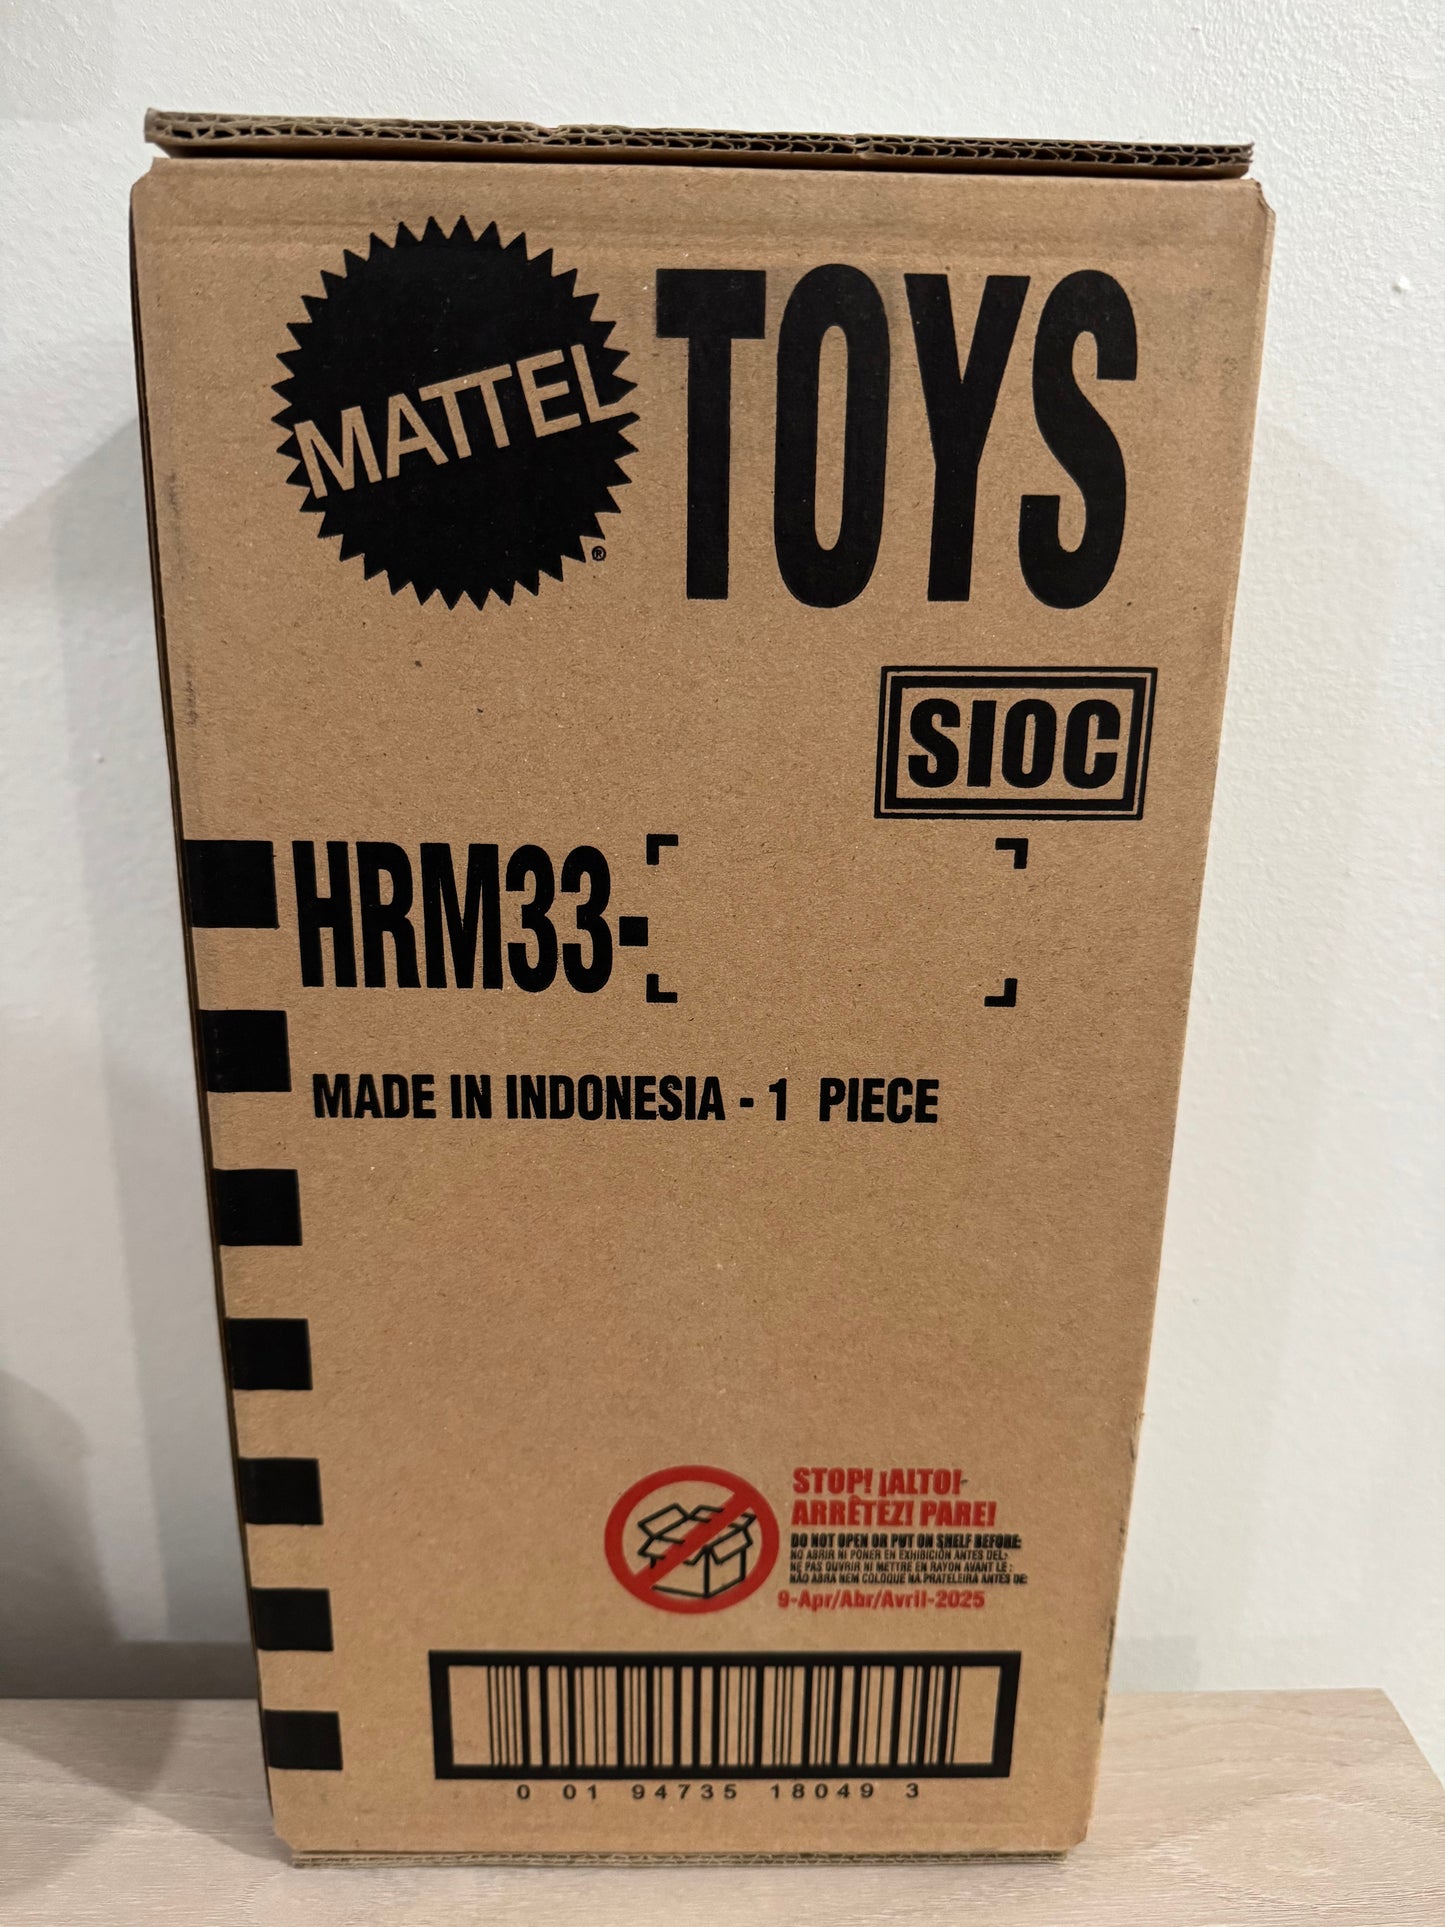 MATTEL
®
TOYS
SIOC
HRM33-
MADE IN INDONESIA - 1 PIECE
STOP! ¡ALTO!
ARRÊTEZ! PARE!
DO NOT OPEN OR PUT ON SHELF BEFORE:
NO ABRIR NI PONER EN EXHIBICIÓN ANTES DEL:
NE PAS OUVRIR NI METTRE EN RAYON AVANT LE :
NÃO ABRA NEM COLOQUE NA PRATELEIRA ANTES DE:
9-Apr/Abr/Avril-2025
0 01 94735 18049 3